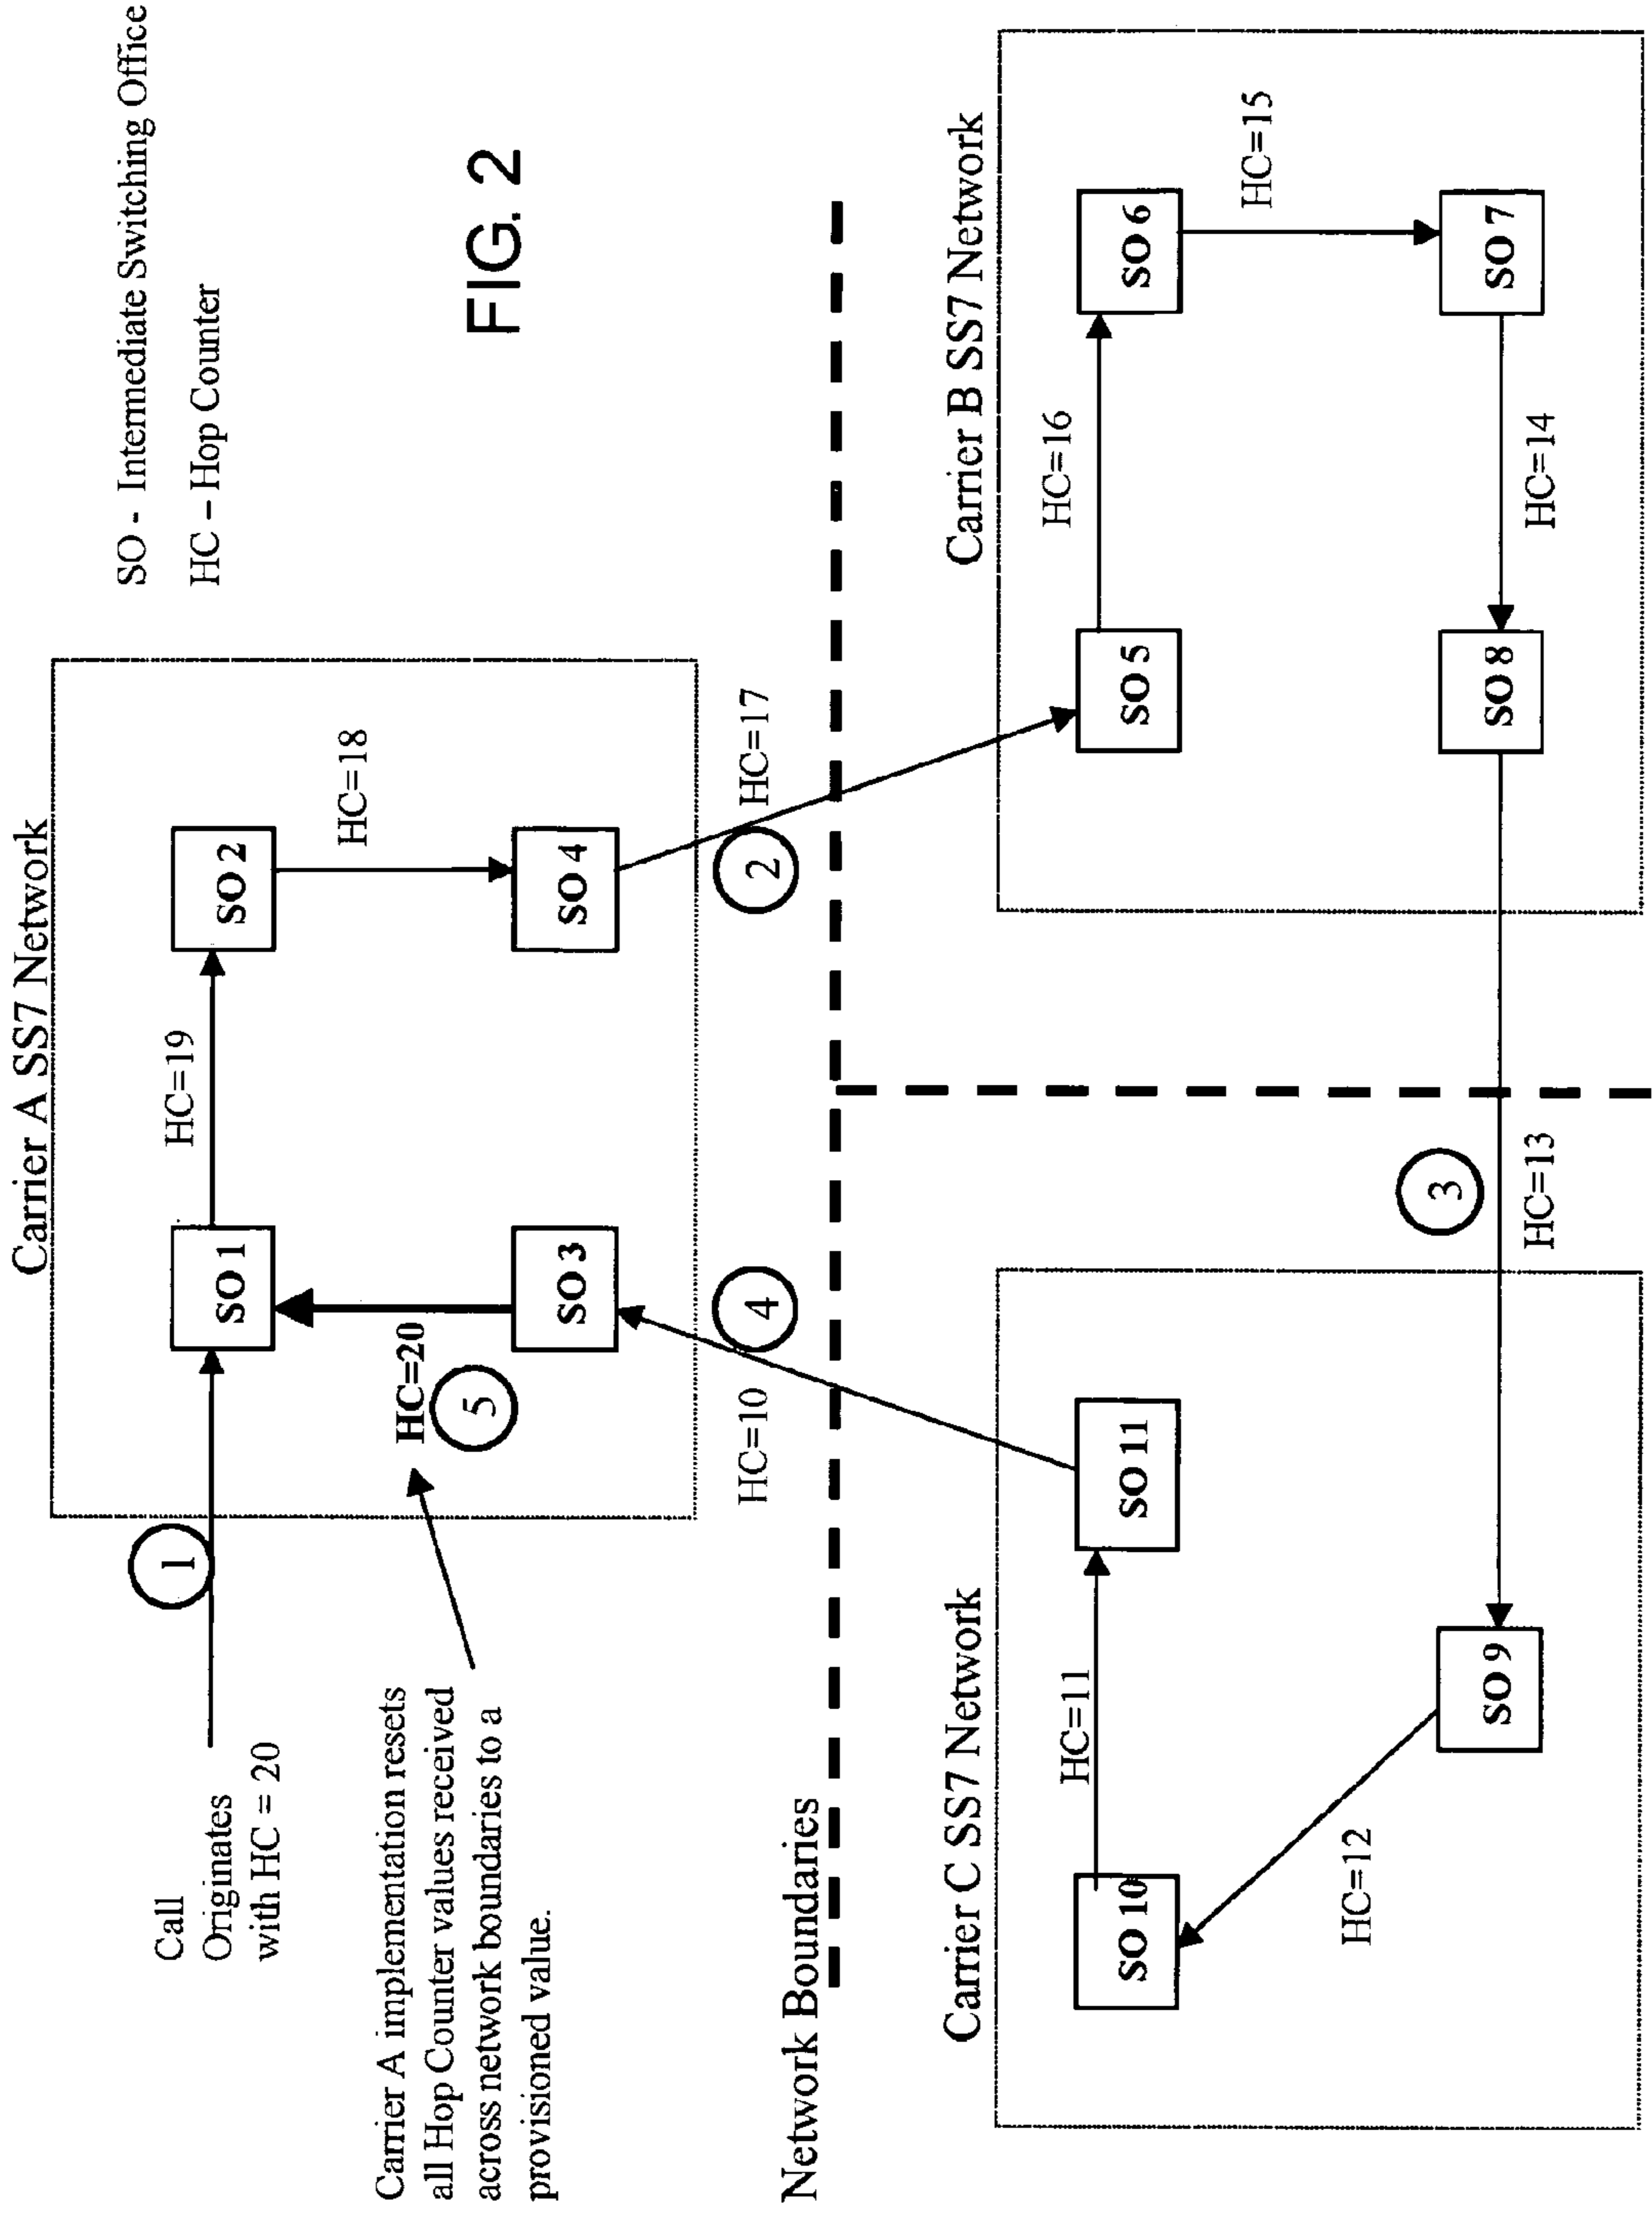 SO - Intermediate Switching Office
HC – Hop Counter
FIG. 2
Carrier A SS7 Network
Call
Originates
with HC = 20
1
SO 1
HC=19
SO 2
HC=18
HC=20
5
SO 3
SO 4
Carrier A implementation resets
all Hop Counter values received
across network boundaries to a
provisioned value.
HC=10
4
2
HC=17
Network Boundaries
Carrier C SS7 Network
SO 10
HC=11
SO 11
HC=12
SO 9
3
HC=13
Carrier B SS7 Network
SO 5
HC=16
SO 6
HC=15
SO 8
HC=14
SO 7